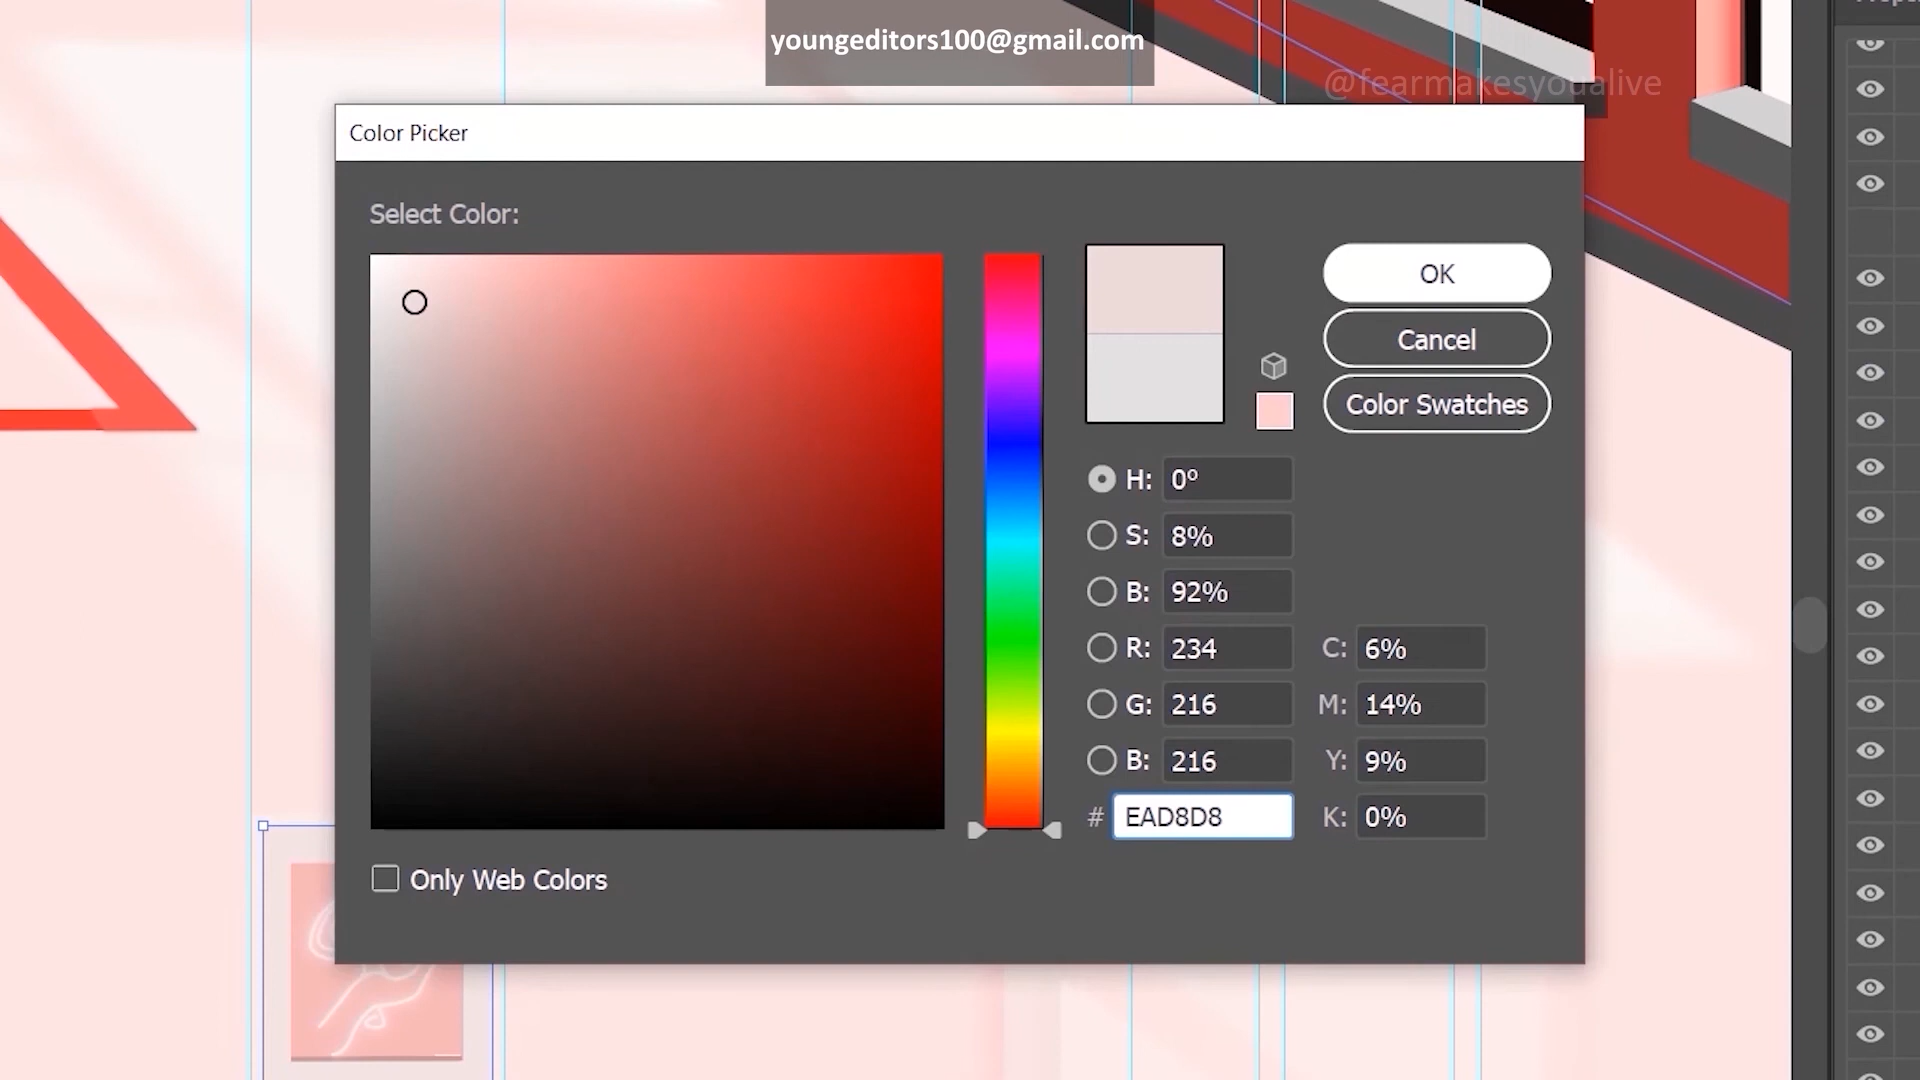 youngeditors100@gmail.com
@fearmakesyoualive
Color Picker
Select Color:
OK
Cancel
Color Swatches
H: 0º
S: 8%
B: 92%
R: 234 C: 6%
G: 216 M: 14%
B: 216 Y: 9%
# EAD8D8 K: 0%
Only Web Colors